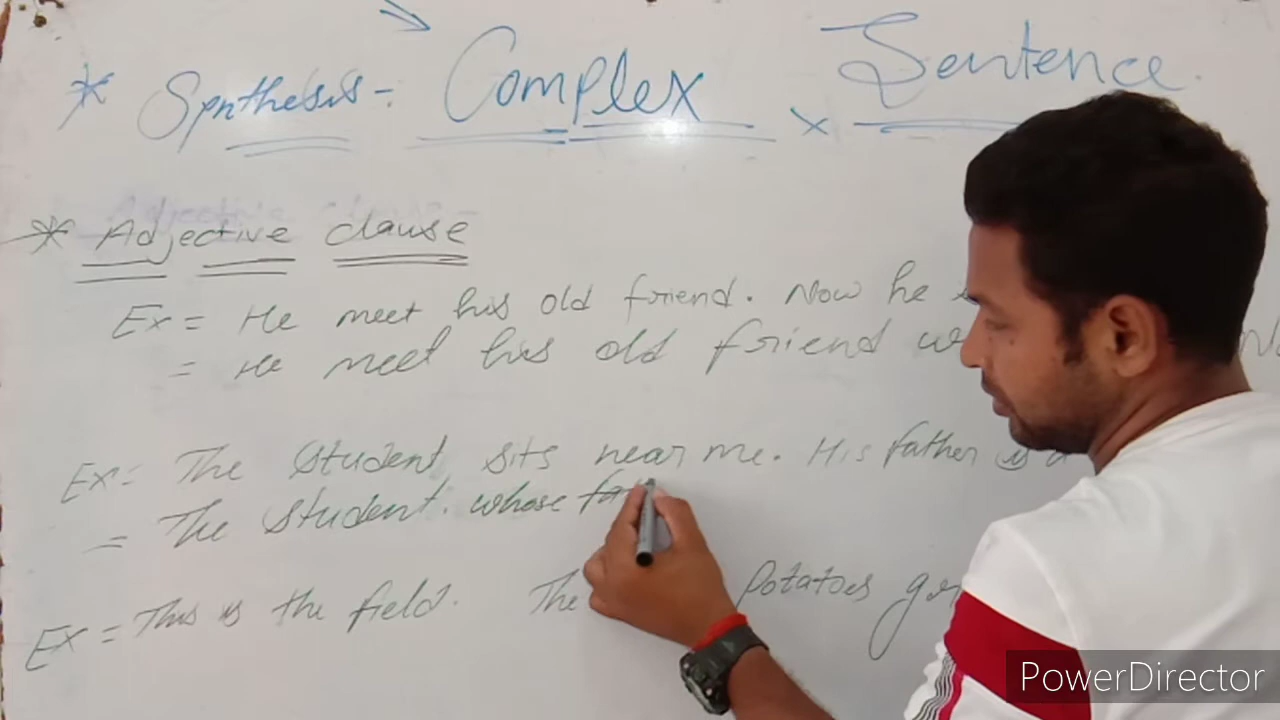 * Synthesis -: Complex x Sentence.
* Adjective clause
Ex = He meet his old friend. Now he
= He meet his old friend
Ex = The student sits near me. His father is a
= The student. whose fa
Ex = This is the field. The Potatoes
PowerDirector